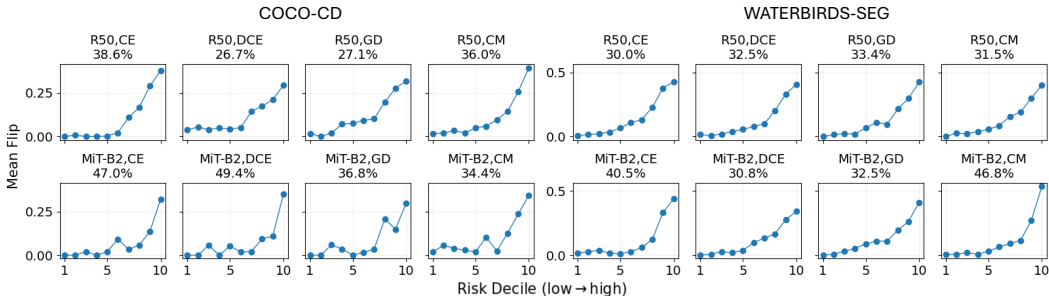 COCO-CD
WATERBIRDS-SEG
R50,CE
38.6%
R50,DCE
26.7%
R50,GD
27.1%
R50,CM
36.0%
R50,CE
30.0%
R50,DCE
32.5%
R50,GD
33.4%
R50,CM
31.5%
0.25
0.00
0.5
0.0
Mean Flip
MiT-B2,CE
47.0%
MiT-B2,DCE
49.4%
MiT-B2,GD
36.8%
MiT-B2,CM
34.4%
MiT-B2,CE
40.5%
MiT-B2,DCE
30.8%
MiT-B2,GD
32.5%
MiT-B2,CM
46.8%
0.25
0.00
0.5
0.0
1 5 10 1 5 10 1 5 10 1 5 10 1 5 10 1 5 10 1 5 10 1 5 10
Risk Decile (low→high)